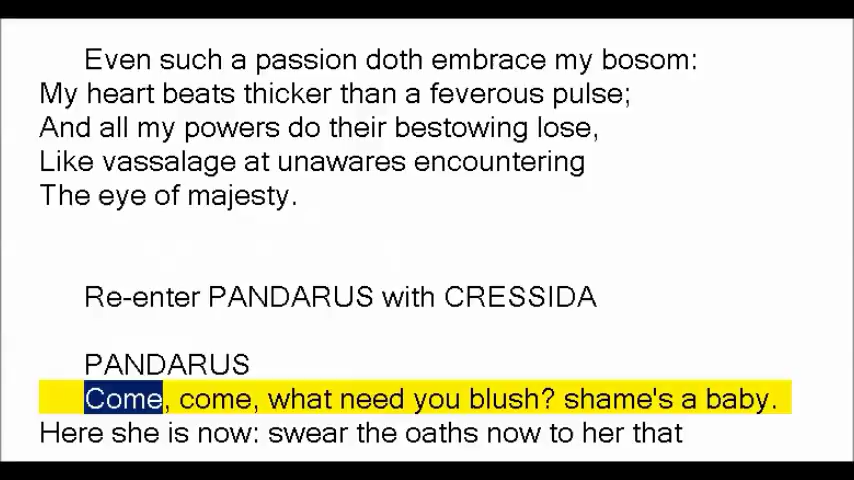 Even such a passion doth embrace my bosom:
My heart beats thicker than a feverous pulse;
And all my powers do their bestowing lose,
Like vassalage at unawares encountering
The eye of majesty.
Re-enter PANDARUS with CRESSIDA
PANDARUS
Come, come, what need you blush? shame's a baby.
Here she is now: swear the oaths now to her that